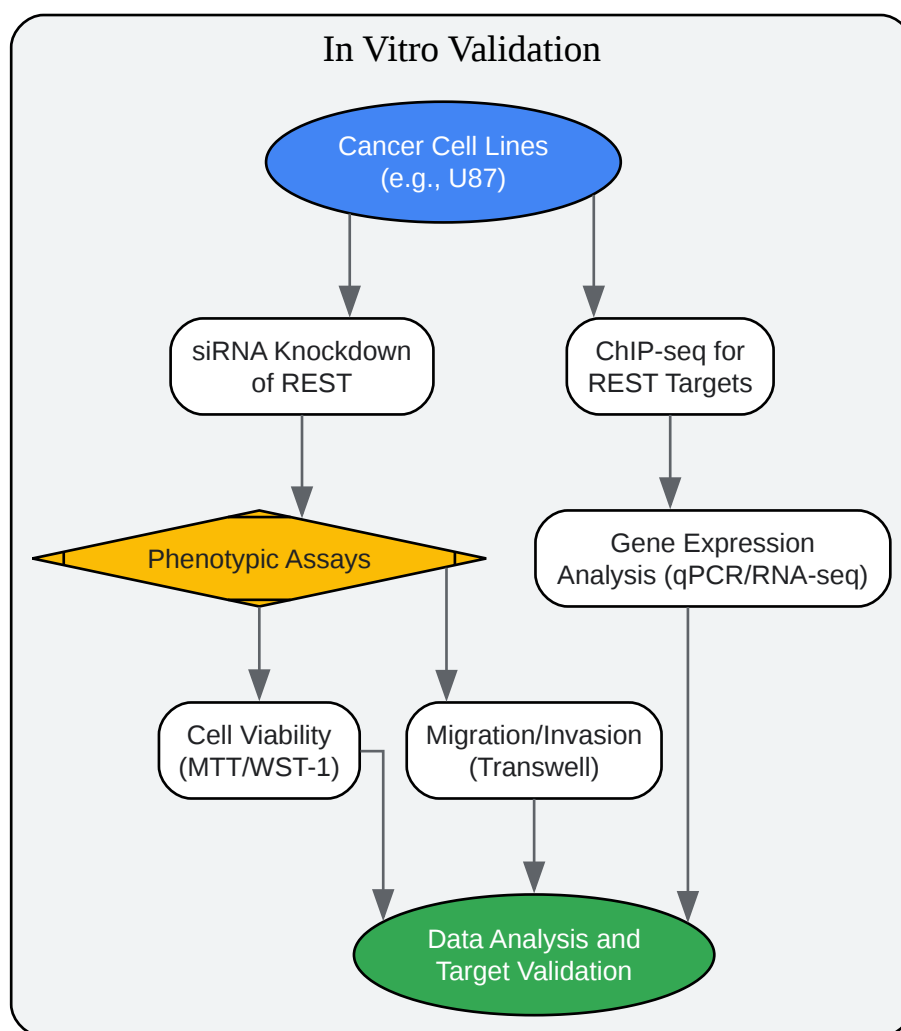 In Vitro Validation
Cancer Cell Lines
(e.g., U87)
siRNA Knockdown
of REST
ChIP-seq for
REST Targets
Phenotypic Assays
Gene Expression
Analysis (qPCR/RNA-seq)
Cell Viability
(MTT/WST-1)
Migration/Invasion
(Transwell)
Data Analysis and
Target Validation